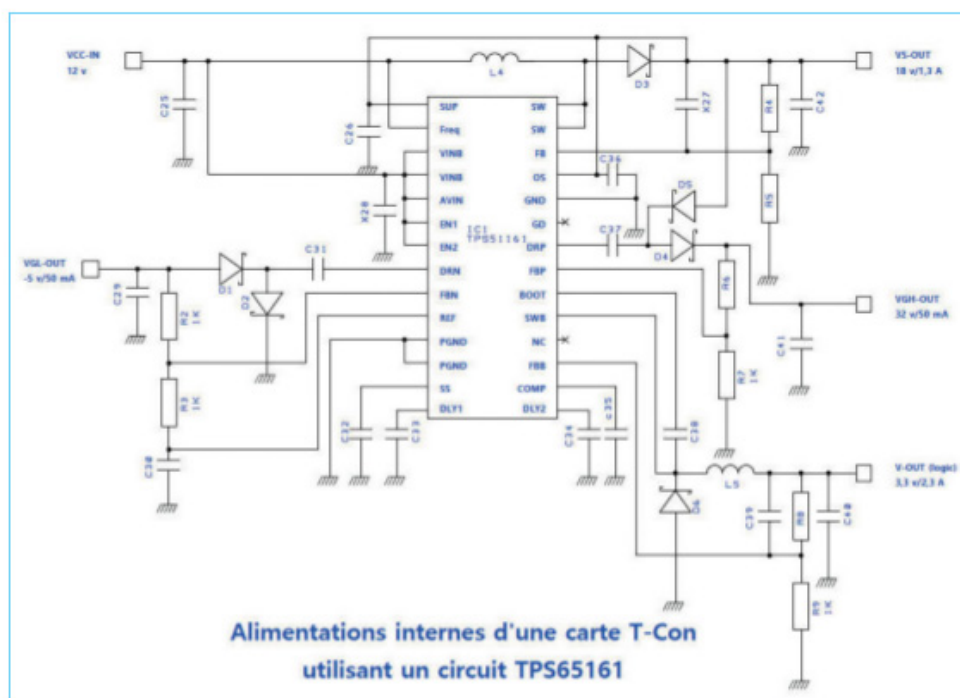 VCC-IN
12 v
C25
L4
D3
VS-OUT
18 v/1,3 A
C26
X27
R4
C42
R5
X28
C36
D5
C37
D4
SUP
Freq
VINB
VINB
AVIN
EN1
EN2
DRN
FBN
REF
PGND
PGND
SS
DLY1
SW
SW
FB
OS
GND
GD
DRP
FBP
BOOT
SWB
NC
FBB
COMP
DLY2
IC1
TPS51161
VGL-OUT
-5 v/50 mA
C29
D1
D2
C31
R2
1K
R3
1K
C30
C32
C33
C34
c35
C38
R6
R7
1K
VGH-OUT
32 v/50 mA
C41
D6
L5
V-OUT (logic)
3,3 v/2,3 A
C39
R8
C40
R9
1K
Alimentations internes d'une carte T-Con
utilisant un circuit TPS65161